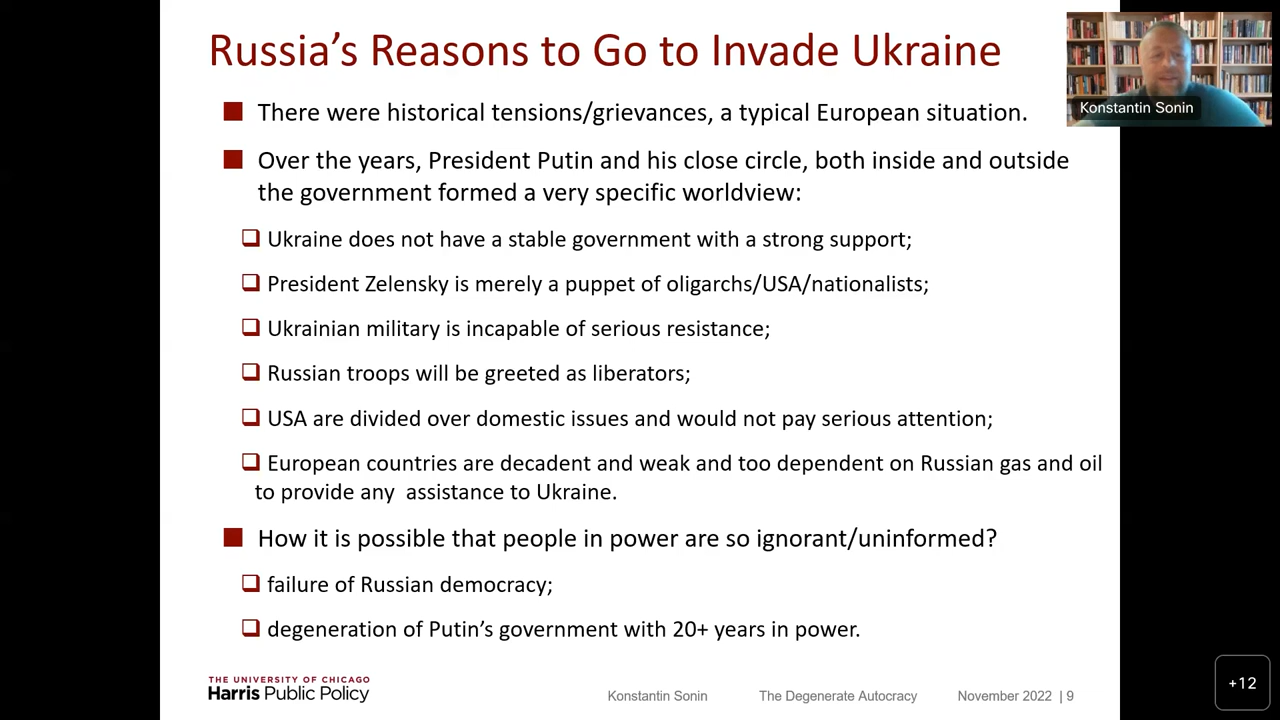 Russia's Reasons to Go to Invade Ukraine
Konstantin Sonin
There were historical tensions/grievances, a typical European situation.
Over the years, President Putin and his close circle, both inside and outside
the government formed a very specific worldview:
Ukraine does not have a stable government with a strong support;
President Zelensky is merely a puppet of oligarchs/USA/nationalists;
Ukrainian military is incapable of serious resistance;
Russian troops will be greeted as liberators;
USA are divided over domestic issues and would not pay serious attention;
European countries are decadent and weak and too dependent on Russian gas and oil
to provide any  assistance to Ukraine.
How it is possible that people in power are so ignorant/uninformed?
failure of Russian democracy;
degeneration of Putin's government with 20+ years in power.
THE UNIVERSITY OF CHICAGO
Harris Public Policy
Konstantin Sonin The Degenerate Autocracy November 2022 | 9
+12